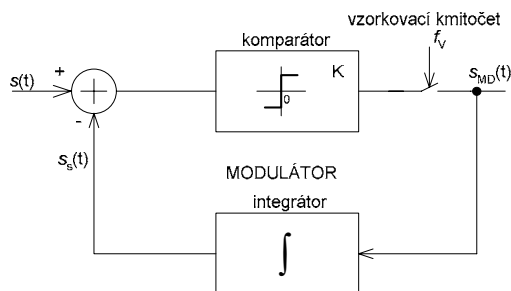 vzorkovací kmitočet
f_V
komparátor
K
0
s(t)
+
-
s_MD(t)
s_s(t)
MODULÁTOR
integrátor
∫